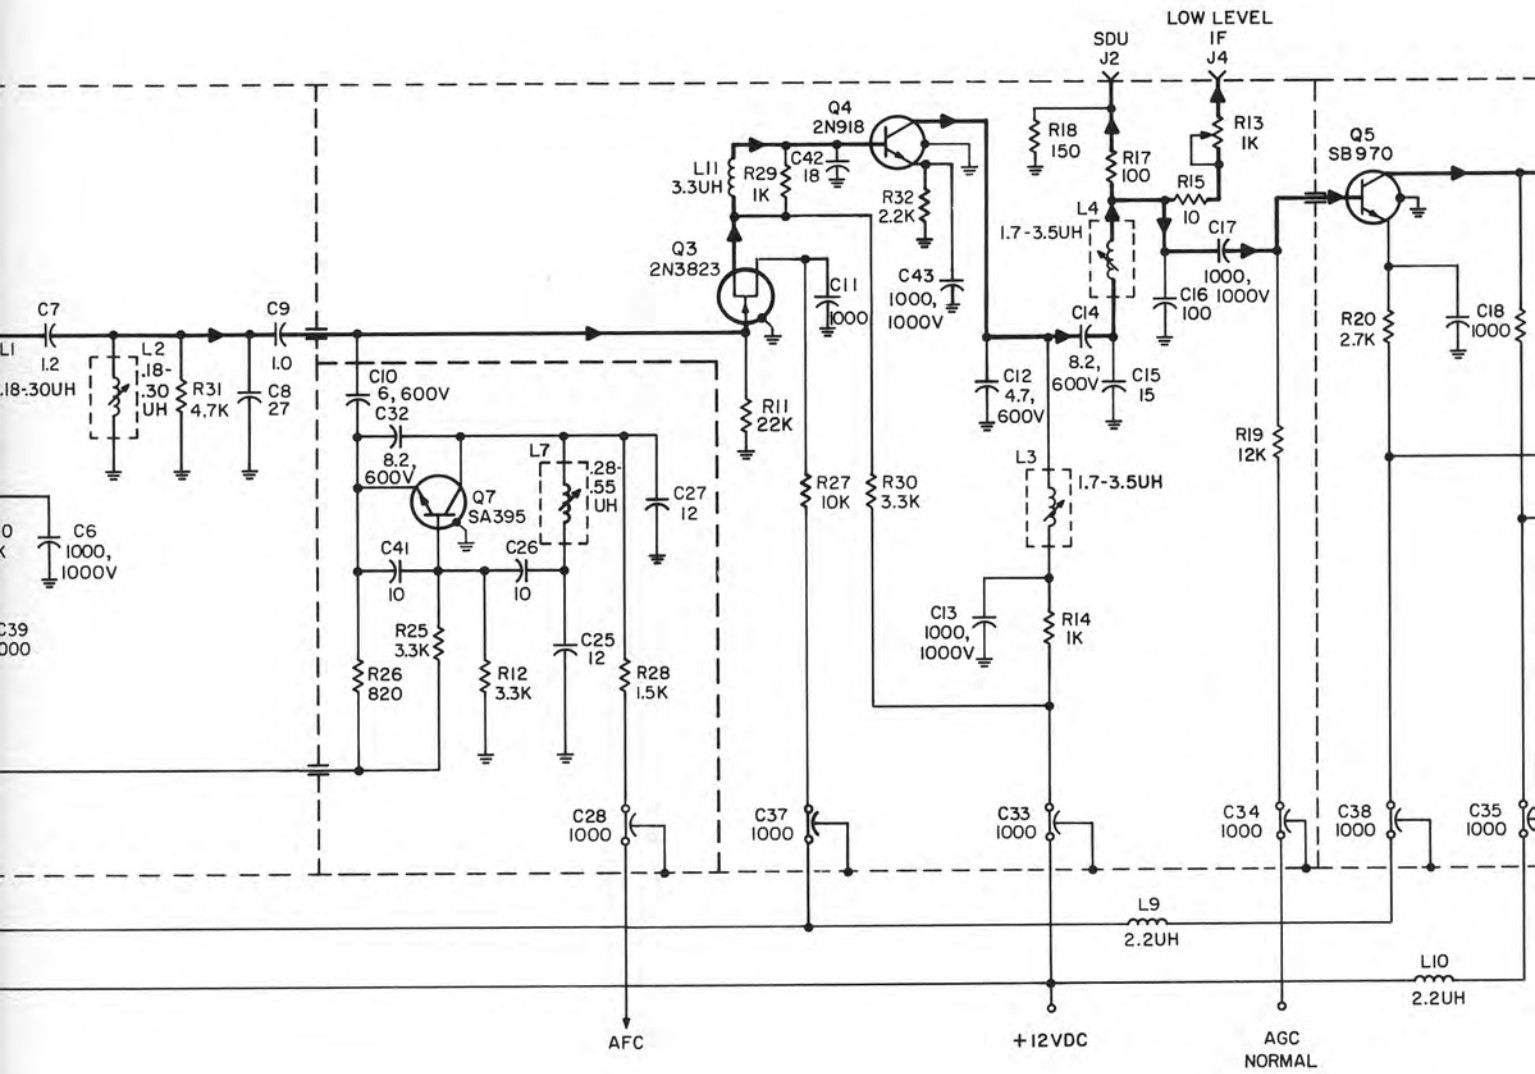 LOW LEVEL
IF
J4
SDU
J2
Q4
2N918
R18
150
R13
1K
Q5
SB970
L11
3.3UH
R29
1K
C42
18
R17
100
R15
10
R32
2.2K
L4
1.7-3.5UH
C17
1000,
1000V
Q3
2N3823
C11
1000
C43
1000,
1000V
C16
100
C14
8.2,
600V
R20
2.7K
C18
1000
C7
1.2
C9
1.0
L1
.18-.30UH
L2
.18-
.30
UH
R31
4.7K
C8
27
C10
6, 600V
C32
8.2,
600V
R11
22K
C12
4.7,
600V
C15
15
R19
12K
L7
.28-
.55
UH
Q7
SA395
C27
12
R27
10K
R30
3.3K
L3
1.7-3.5UH
0
K
C6
1000,
1000V
C41
10
C26
10
C39
000
R25
3.3K
R26
820
R12
3.3K
C25
12
R28
1.5K
C13
1000,
1000V
R14
1K
C28
1000
C37
1000
C33
1000
C34
1000
C38
1000
C35
1000
L9
2.2UH
L10
2.2UH
AFC
+12VDC
AGC
NORMAL